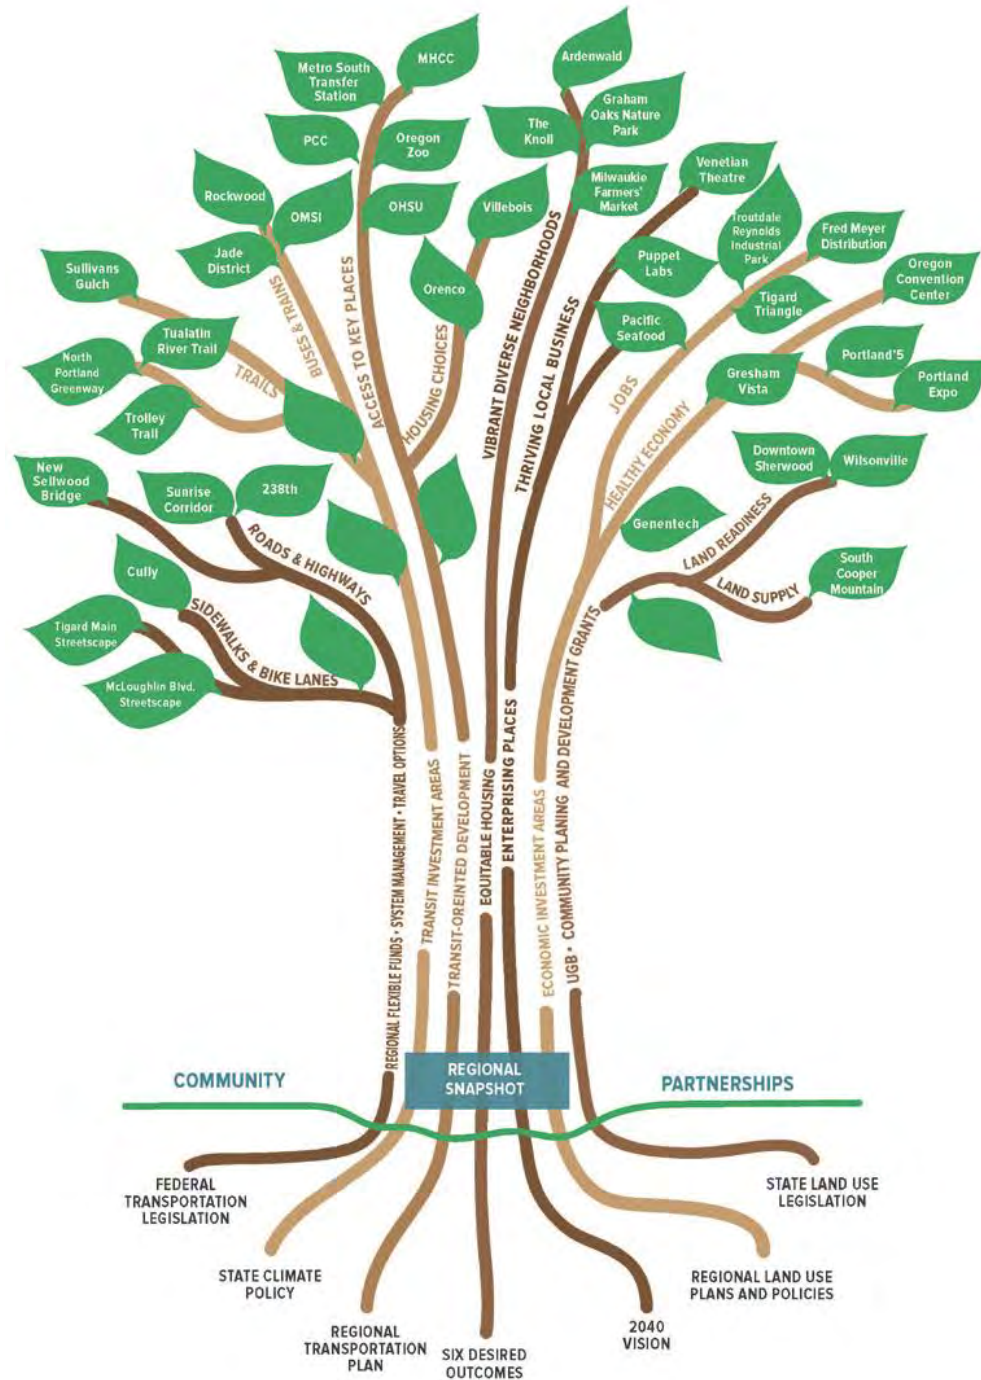 MHCC
Metro South
Transfer
Station
PCC
Oregon
Zoo
OHSU
Ardenwald
Graham
Oaks Nature
Park
The
Knoll
Milwaukie
Farmers'
Market
Venetian
Theatre
Rockwood
OMSI
Jade
District
Villebois
Orenco
Puppet
Labs
Pacific
Seafood
Troutdale
Reynolds
Industrial
Park
Fred Meyer
Distribution
Tigard
Triangle
Oregon
Convention
Center
Sullivans
Gulch
Tualatin
River Trail
North
Portland
Greenway
Trolley
Trail
Gresham
Vista
Portland'5
Portland
Expo
New
Sellwood
Bridge
Sunrise
Corridor
238th
Cully
Tigard Main
Streetscape
McLoughlin Blvd.
Streetscape
Genentech
Downtown
Sherwood
Wilsonville
South
Cooper
Mountain
TRAILS
BUSES & TRAINS
ACCESS TO KEY PLACES
HOUSING CHOICES
VIBRANT DIVERSE NEIGHBORHOODS
THRIVING LOCAL BUSINESS
JOBS
HEALTHY ECONOMY
LAND READINESS
LAND SUPPLY
ROADS & HIGHWAYS
SIDEWALKS & BIKE LANES
REGIONAL FLEXIBLE FUNDS • SYSTEM MANAGEMENT • TRAVEL OPTIONS
TRANSIT INVESTMENT AREAS
TRANSIT-OREINTED DEVELOPMENT
EQUITABLE HOUSING
ENTERPRISING PLACES
ECONOMIC INVESTMENT AREAS
UGB • COMMUNITY PLANING AND DEVELOPMENT GRANTS
COMMUNITY
REGIONAL
SNAPSHOT
PARTNERSHIPS
FEDERAL
TRANSPORTATION
LEGISLATION
STATE CLIMATE
POLICY
REGIONAL
TRANSPORTATION
PLAN
SIX DESIRED
OUTCOMES
2040
VISION
REGIONAL LAND USE
PLANS AND POLICIES
STATE LAND USE
LEGISLATION